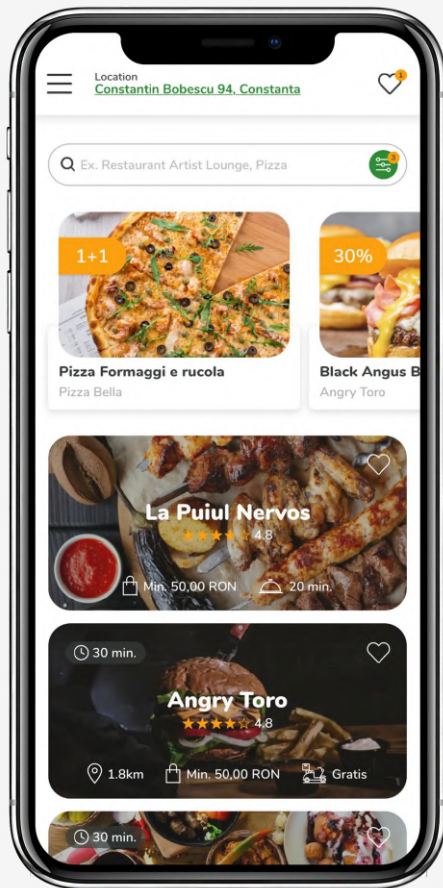 Location
Constantin Bobescu 94, Constanta
1
Ex. Restaurant Artist Lounge, Pizza
3
1+1
30%
Pizza Formaggi e rucola
Pizza Bella
Black Angus B
Angry Toro
La Puiul Nervos
4.8
Min. 50,00 RON
20 min.
30 min.
Angry Toro
4.8
1.8km
Min. 50,00 RON
Gratis
30 min.